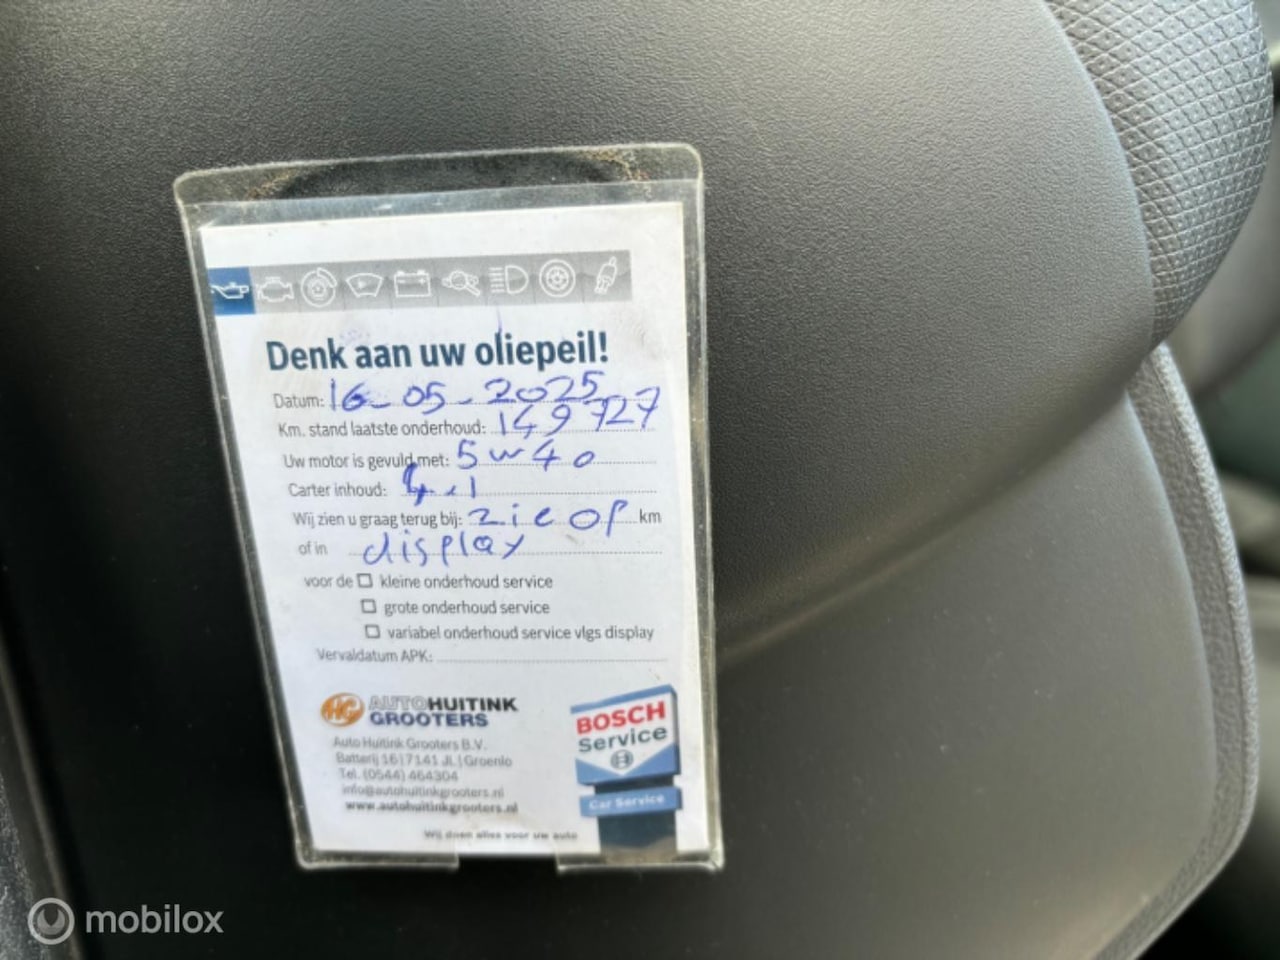 Denk aan uw oliepeil!
Datum: 16-05-2025
Km. stand laatste onderhoud: 149727
Uw motor is gevuld met: 5w40
Carter inhoud: 4.1
Wij zien u graag terug bij: zie op km
of in display
voor de kleine onderhoud service
grote onderhoud service
variabel onderhoud service vlgs display
Vervaldatum APK:
HG AUTOHUITINK
GROOTERS
Auto Huitink Grooters B.V.
Batterij 16 | 7141 JL | Groenlo
Tel. (0544) 464304
info@autohuitinkgrooters.nl
www.autohuitinkgrooters.nl
BOSCH
Service
Car Service
Wij doen alles voor uw auto
mobilox